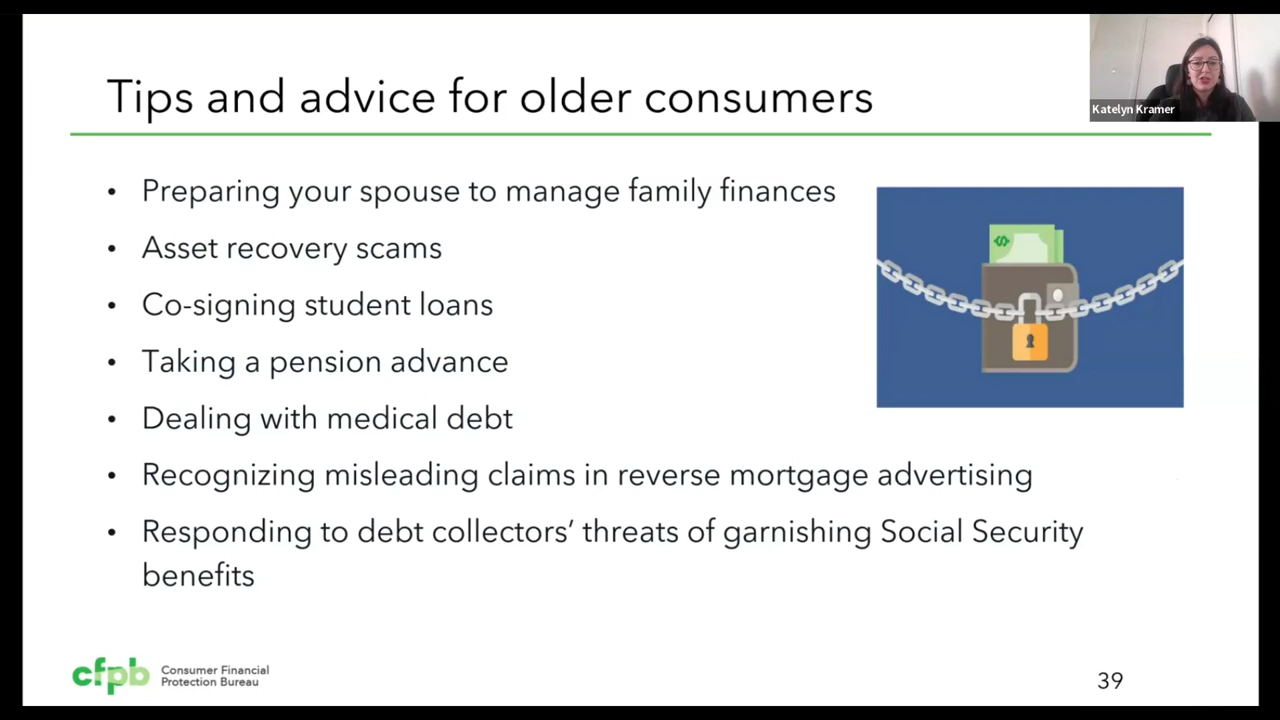 Tips and advice for older consumers
Katelyn Kramer
• Preparing your spouse to manage family finances
• Asset recovery scams
• Co-signing student loans
• Taking a pension advance
• Dealing with medical debt
• Recognizing misleading claims in reverse mortgage advertising
• Responding to debt collectors’ threats of garnishing Social Security
benefits
cfpb
Consumer Financial
Protection Bureau
39